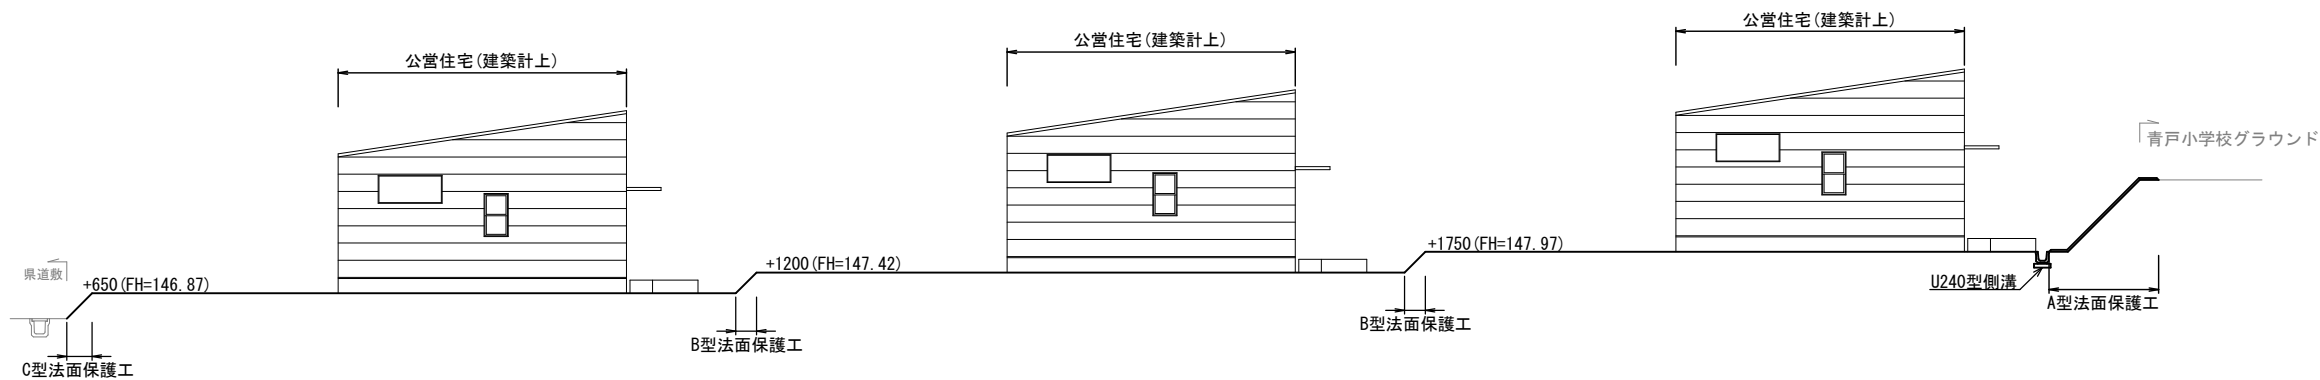 公営住宅(建築計上)
公営住宅(建築計上)
公営住宅(建築計上)
青戸小学校グラウンド
県道敷
+650(FH=146.87)
+1200(FH=147.42)
+1750(FH=147.97)
U240型側溝
A型法面保護工
B型法面保護工
B型法面保護工
C型法面保護工